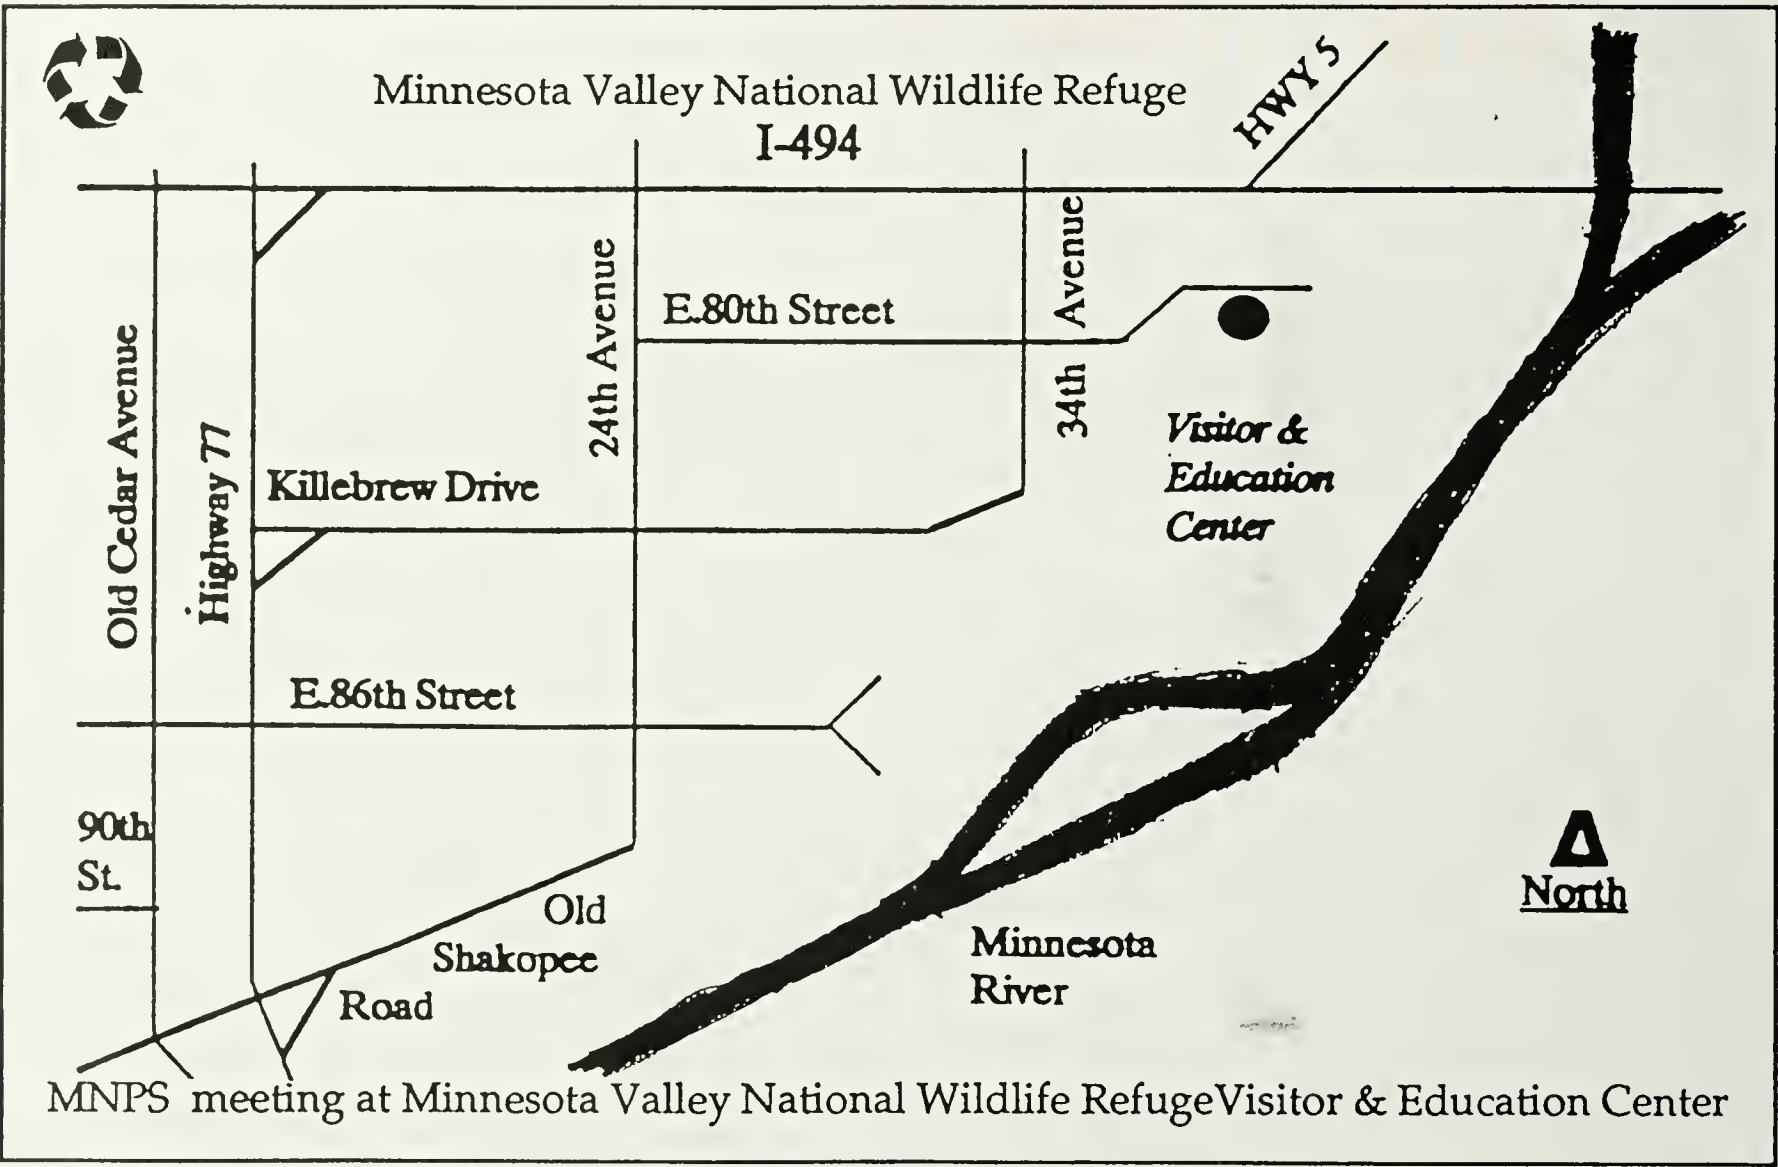 Minnesota Valley National Wildlife Refuge
I-494
HWY 5
Old Cedar Avenue
Highway 77
24th Avenue
34th Avenue
E.80th Street
Visitor &
Education
Center
Killebrew Drive
E.86th Street
90th
St.
Old
Shakopee
Road
Minnesota
River
North
MNPS meeting at Minnesota Valley National Wildlife RefugeVisitor & Education Center